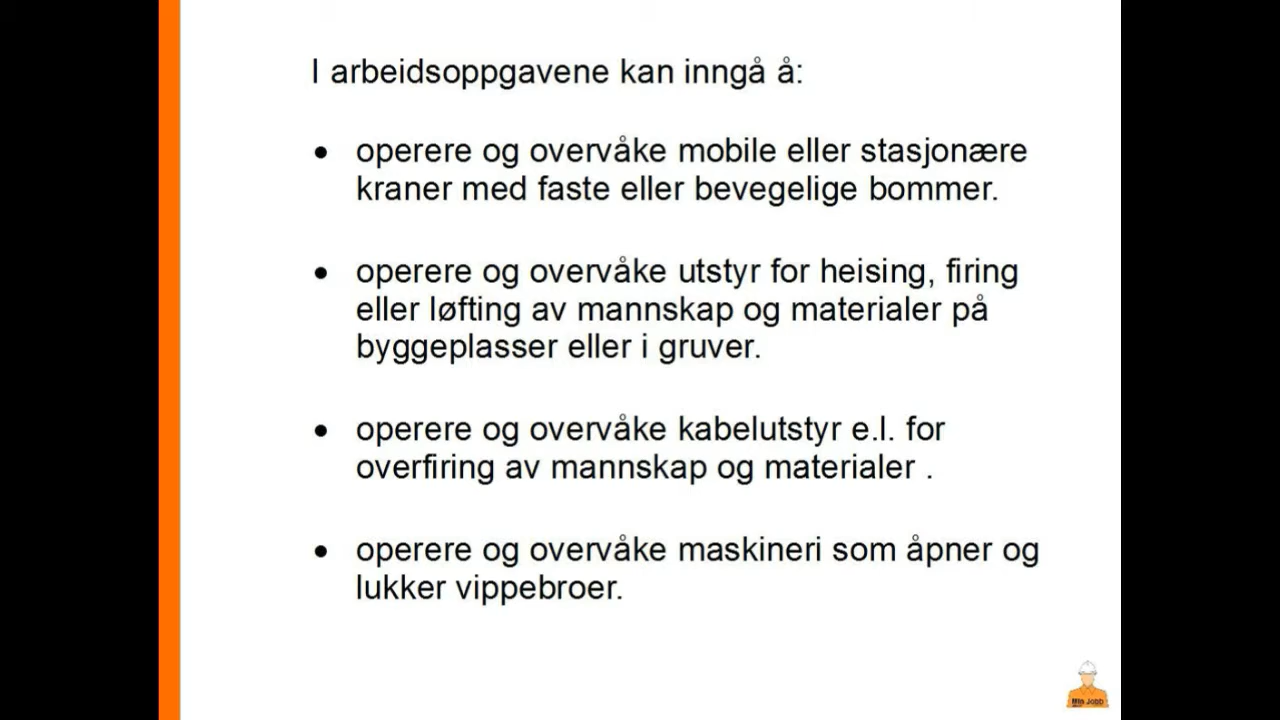 I arbeidsoppgavene kan inngå å:
• operere og overvåke mobile eller stasjonære
kraner med faste eller bevegelige bommer.
• operere og overvåke utstyr for heising, firing
eller løfting av mannskap og materialer på
byggeplasser eller i gruver.
• operere og overvåke kabelutstyr e.l. for
overfiring av mannskap og materialer .
• operere og overvåke maskineri som åpner og
lukker vippebroer.
Min Jobb